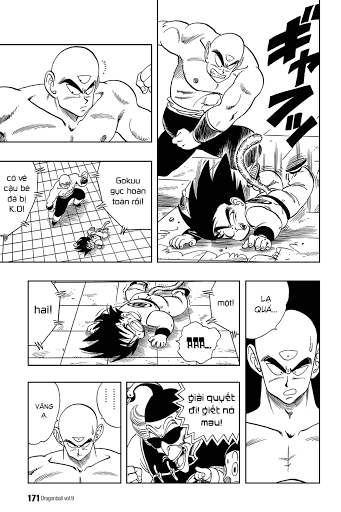 ギャフッ
Gokuu
gục hoàn
toàn rồi!
có vẻ
cậu bé
đã bị
K.O!
LẠ
QUÁ...
một!
hai!
giải quyết
đi! giết nó
mau!
VÂNG
Ạ.
171 Dragonball vol.9